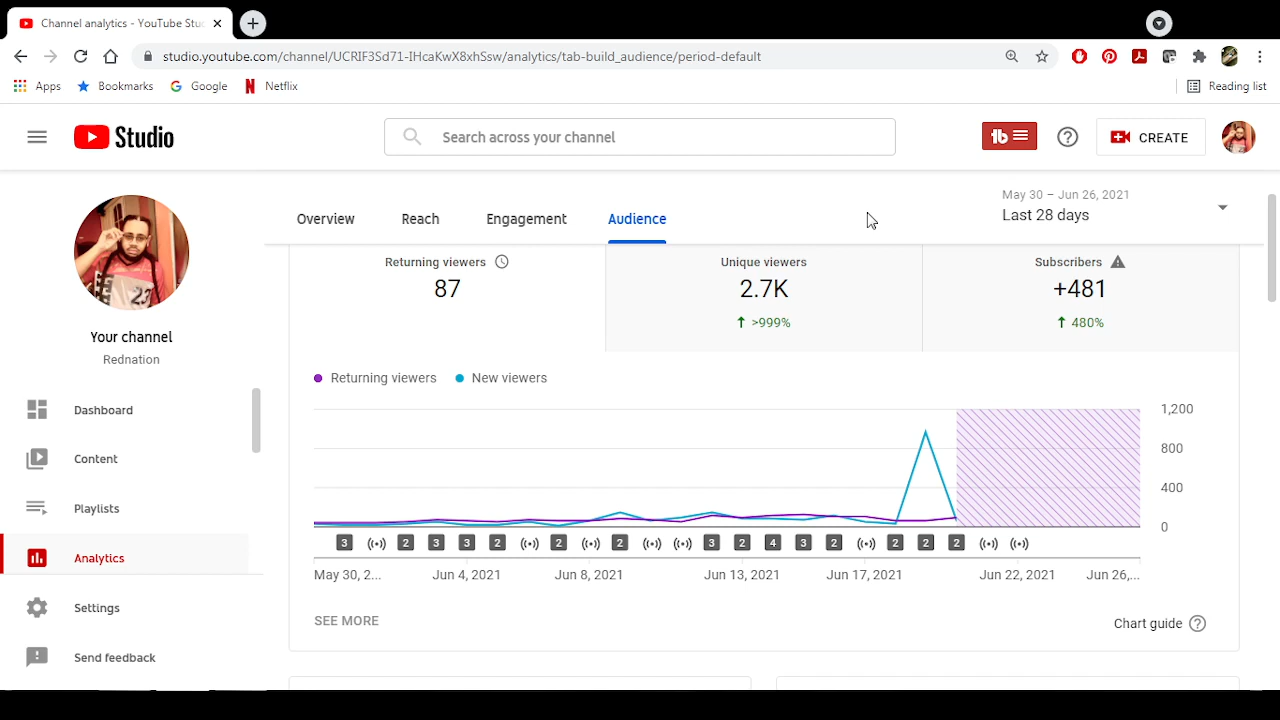 Channel analytics - YouTube Stu
studio.youtube.com/channel/UCRIF3Sd71-IHcaKwX8xhSsw/analytics/tab-build_audience/period-default
Apps Bookmarks Google Netflix Reading list
Studio Search across your channel CREATE
Overview Reach Engagement Audience
May 30 – Jun 26, 2021
Last 28 days
Returning viewers Unique viewers Subscribers
87 2.7K +481
>999% 480%
Your channel
Rednation
Returning viewers New viewers
Dashboard
Content
Playlists
Analytics
Settings
Send feedback
1,200
800
400
0
3 2 3 3 2 2 2 3 2 4 3 2 2 2 2
May 30, 2... Jun 4, 2021 Jun 8, 2021 Jun 13, 2021 Jun 17, 2021 Jun 22, 2021 Jun 26,...
SEE MORE Chart guide